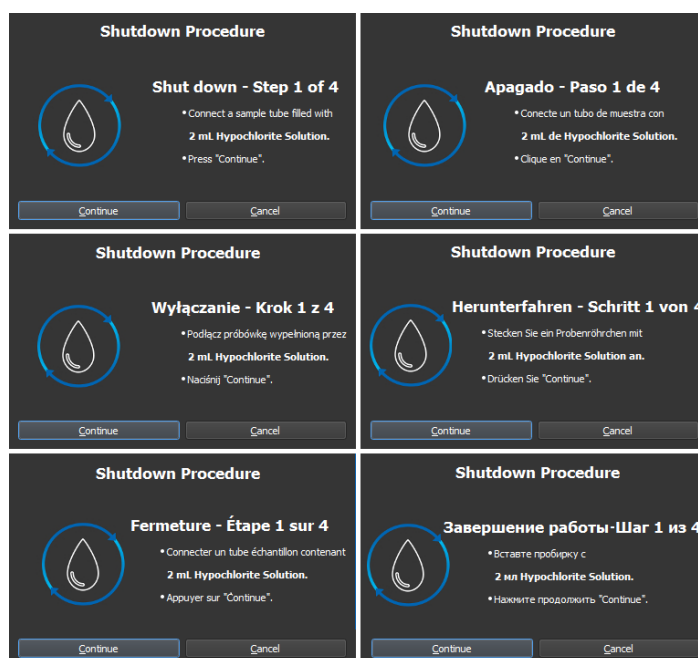 Shutdown Procedure
Shut down - Step 1 of 4
• Connect a sample tube filled with
2 mL Hypochlorite Solution.
• Press "Continue".
Continue
Cancel
Shutdown Procedure
Apagado - Paso 1 de 4
• Conecte un tubo de muestra con
2 mL de Hypochlorite Solution.
• Clique en "Continue".
Continue
Cancel
Shutdown Procedure
Wyłączanie - Krok 1 z 4
• Podłącz próbówkę wypełnioną przez
2 mL Hypochlorite Solution.
• Naciśnij "Continue".
Continue
Cancel
Shutdown Procedure
Herunterfahren - Schritt 1 von 4
• Stecken Sie ein Probenröhrchen mit
2 mL Hypochlorite Solution an.
• Drücken Sie "Continue".
Continue
Cancel
Shutdown Procedure
Fermeture - Étape 1 sur 4
• Connecter un tube échantillon contenant
2 mL Hypochlorite Solution.
• Appuyer sur "Continue".
Continue
Cancel
Shutdown Procedure
Завершение работы-Шаг 1 из 4
• Вставте пробирку с
2 мл Hypochlorite Solution.
• Нажмите продолжить "Continue".
Continue
Cancel